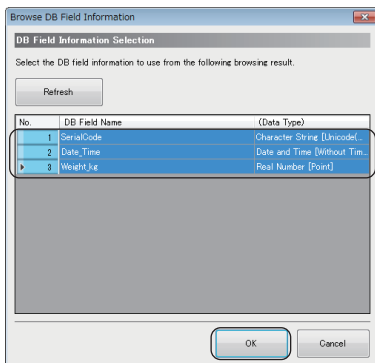 Browse DB Field Information
DB Field Information Selection
Select the DB field information to use from the following browsing result.
Refresh
No. DB Field Name (Data Type)
1 SerialCode Character String [Unicode(...
2 Date_Time Date and Time [Without Tim...
3 Weight_kg Real Number [Point]
OK Cancel